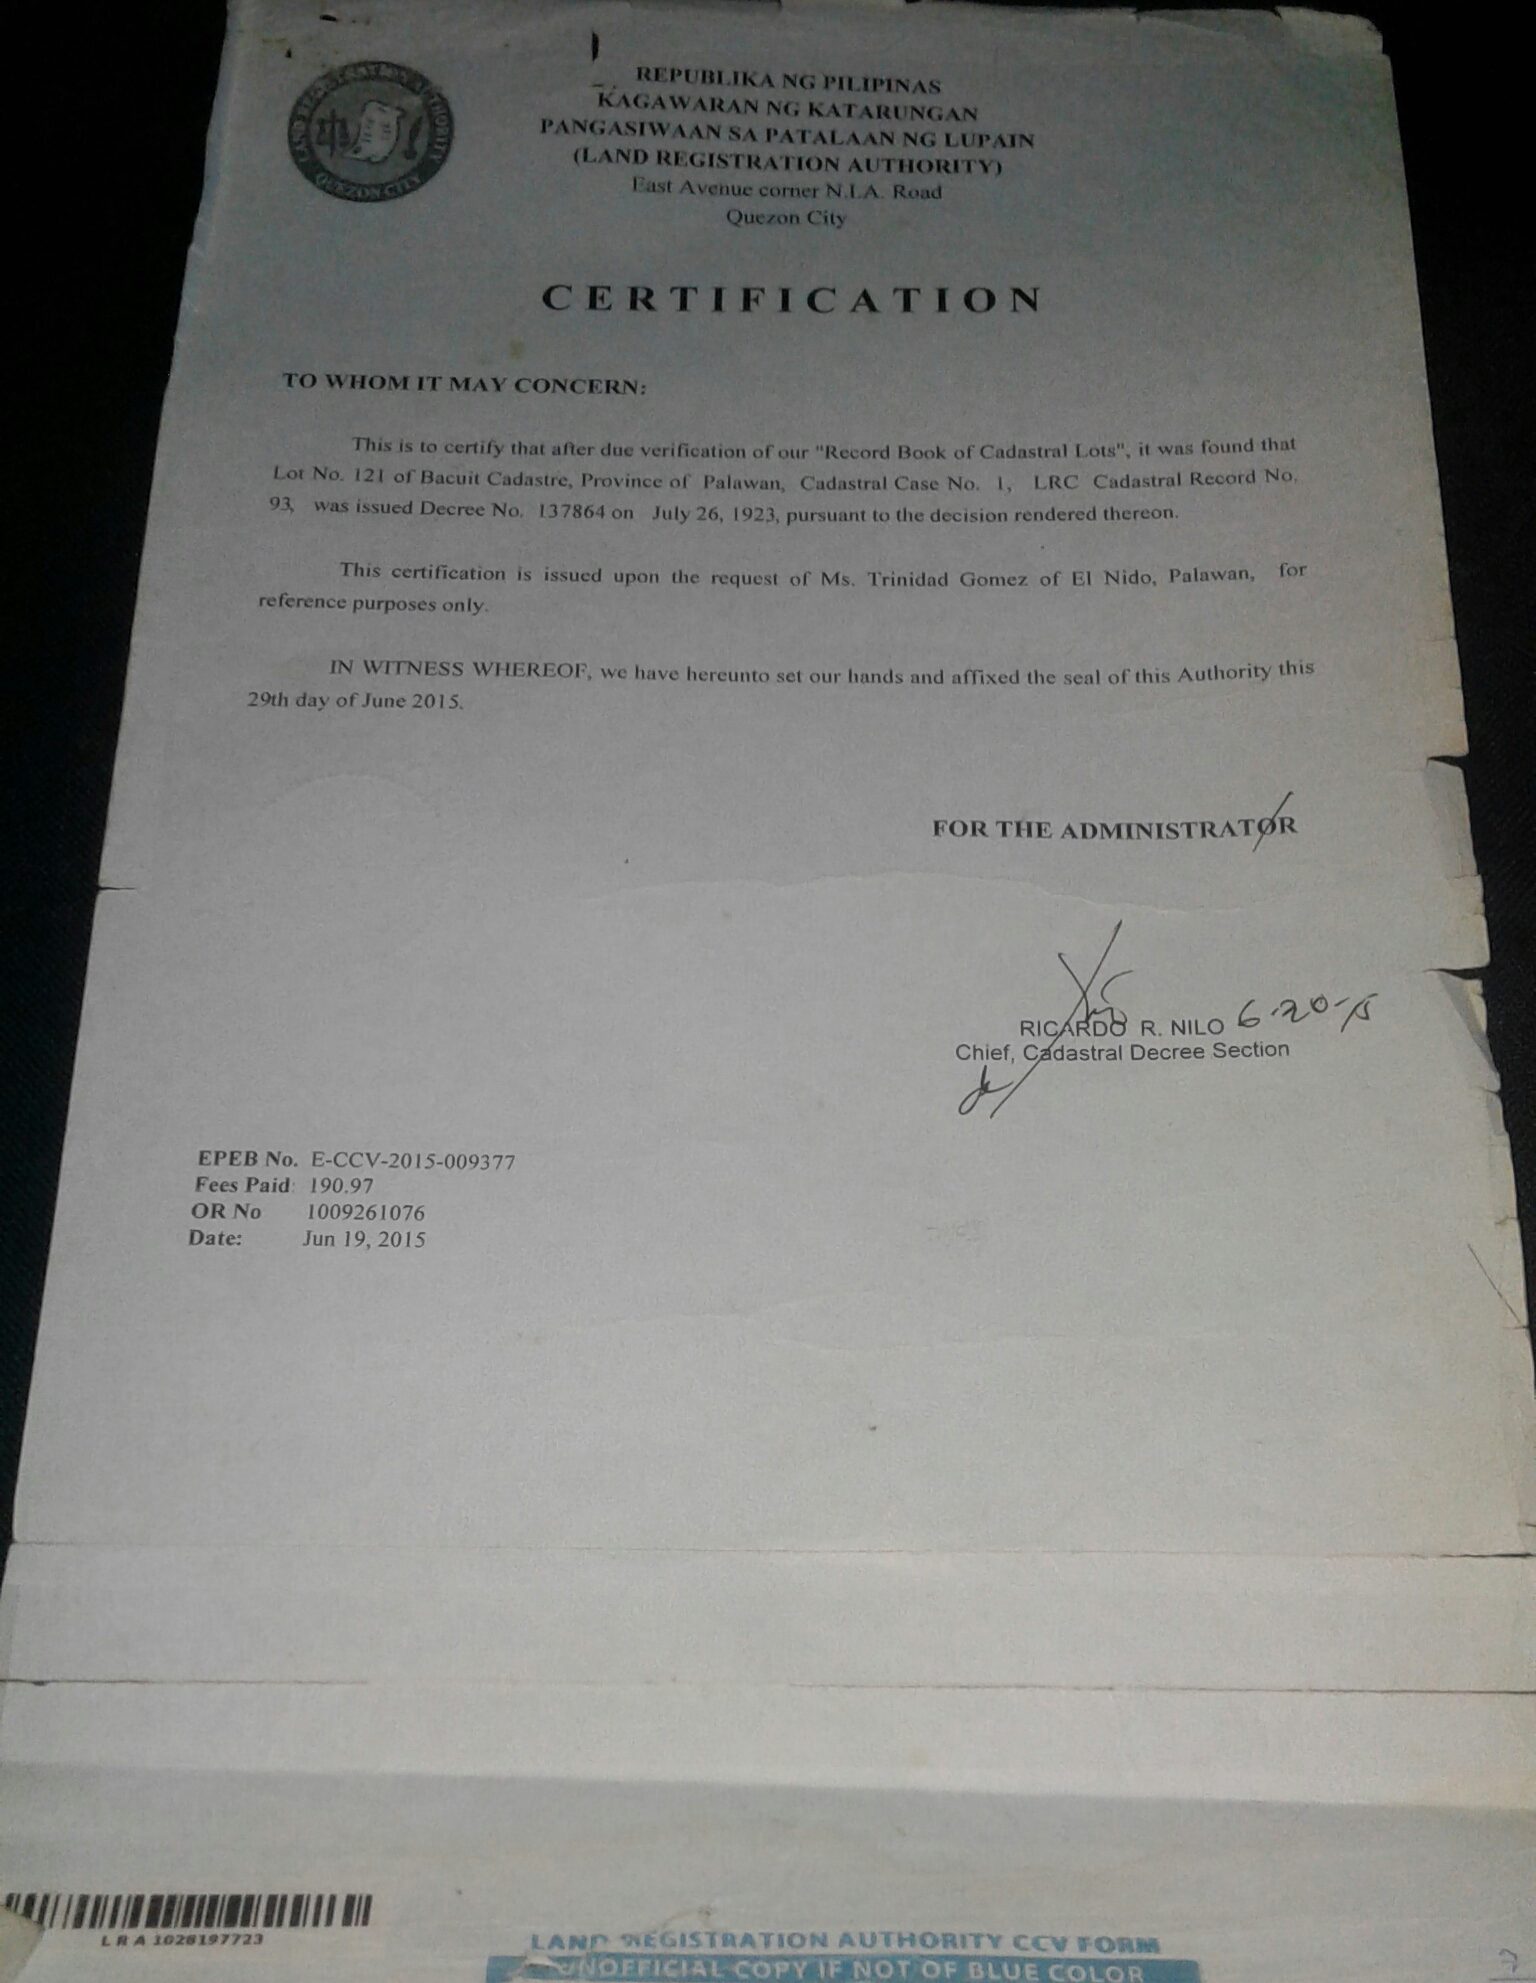 LAND REGISTRATION AUTHORITY
QUEZON CITY
REPUBLIKA NG PILIPINAS
KAGAWARAN NG KATARUNGAN
PANGASIWAAN SA PATALAAN NG LUPAIN
(LAND REGISTRATION AUTHORITY)
East Avenue corner N.I.A. Road
Quezon City
CERTIFICATION
TO WHOM IT MAY CONCERN:
This is to certify that after due verification of our "Record Book of Cadastral Lots", it was found that
Lot No. 121 of Bacuit Cadastre, Province of Palawan, Cadastral Case No. 1, LRC Cadastral Record No.
93, was issued Decree No. 137864 on July 26, 1923, pursuant to the decision rendered thereon.
This certification is issued upon the request of Ms. Trinidad Gomez of El Nido, Palawan, for
reference purposes only.
IN WITNESS WHEREOF, we have hereunto set our hands and affixed the seal of this Authority this
29th day of June 2015.
FOR THE ADMINISTRATOR
RICARDO R. NILO 6-20-15
Chief, Cadastral Decree Section
EPEB No. E-CCV-2015-009377
Fees Paid: 190.97
OR No 1009261076
Date: Jun 19, 2015
LRA 1028197723
LAND REGISTRATION AUTHORITY CCV FORM
UNOFFICIAL COPY IF NOT OF BLUE COLOR